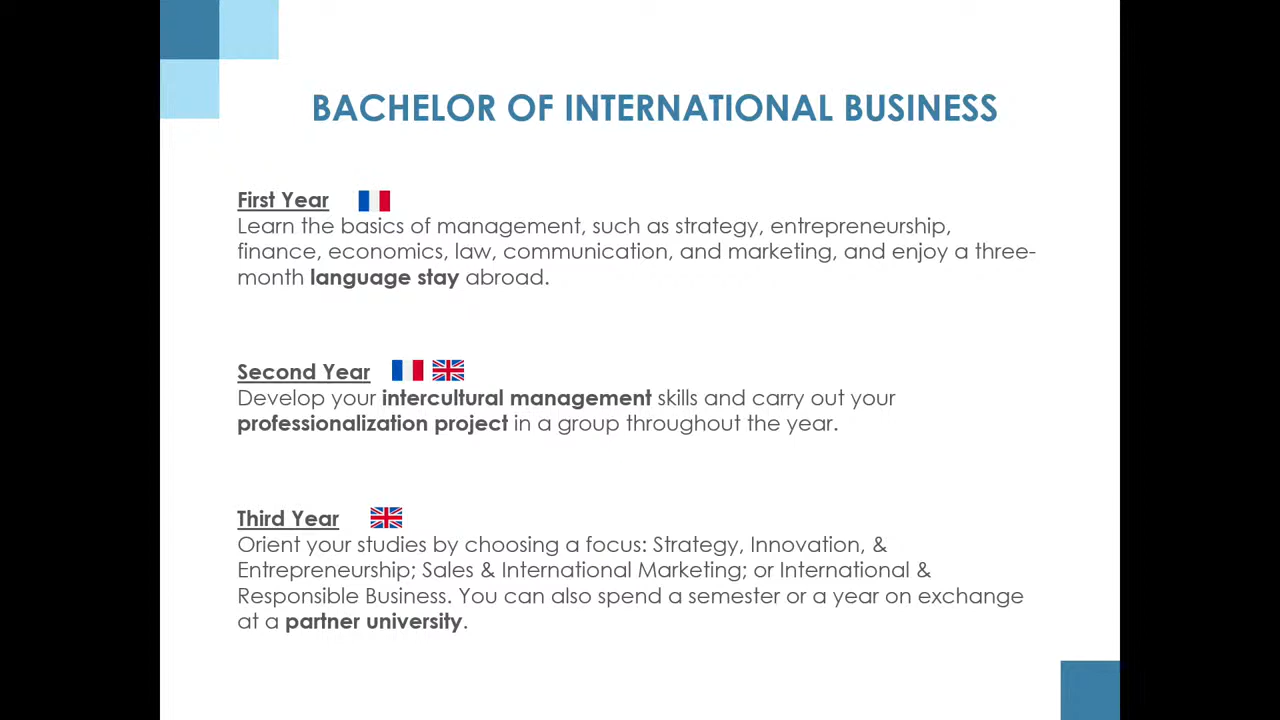 BACHELOR OF INTERNATIONAL BUSINESS
First Year
Learn the basics of management, such as strategy, entrepreneurship,
finance, economics, law, communication, and marketing, and enjoy a three-
month language stay abroad.
Second Year
Develop your intercultural management skills and carry out your
professionalization project in a group throughout the year.
Third Year
Orient your studies by choosing a focus: Strategy, Innovation, &
Entrepreneurship; Sales & International Marketing; or International &
Responsible Business. You can also spend a semester or a year on exchange
at a partner university.